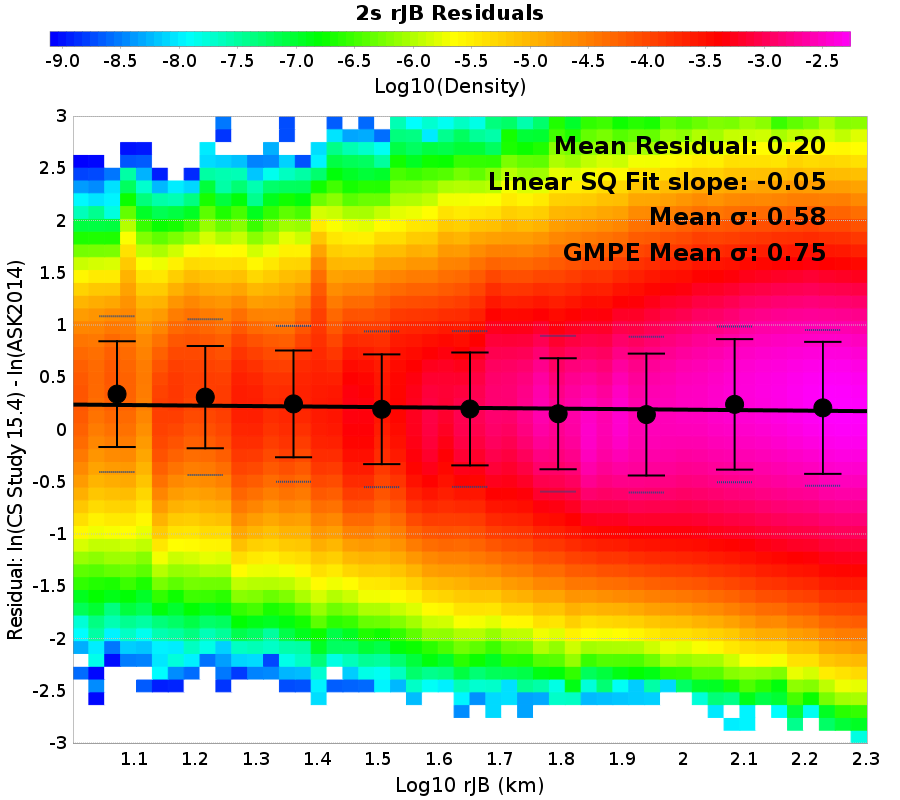 2s rJB Residuals
-9.0 -8.5 -8.0 -7.5 -7.0 -6.5 -6.0 -5.5 -5.0 -4.5 -4.0 -3.5 -3.0 -2.5
Log10(Density)
Mean Residual: 0.20
Linear SQ Fit slope: -0.05
Mean σ: 0.58
GMPE Mean σ: 0.75
Residual: ln(CS Study 15.4) - ln(ASK2014)
3
2.5
2
1.5
1
0.5
0
-0.5
-1
-1.5
-2
-2.5
-3
1.1 1.2 1.3 1.4 1.5 1.6 1.7 1.8 1.9 2 2.1 2.2 2.3
Log10 rJB (km)